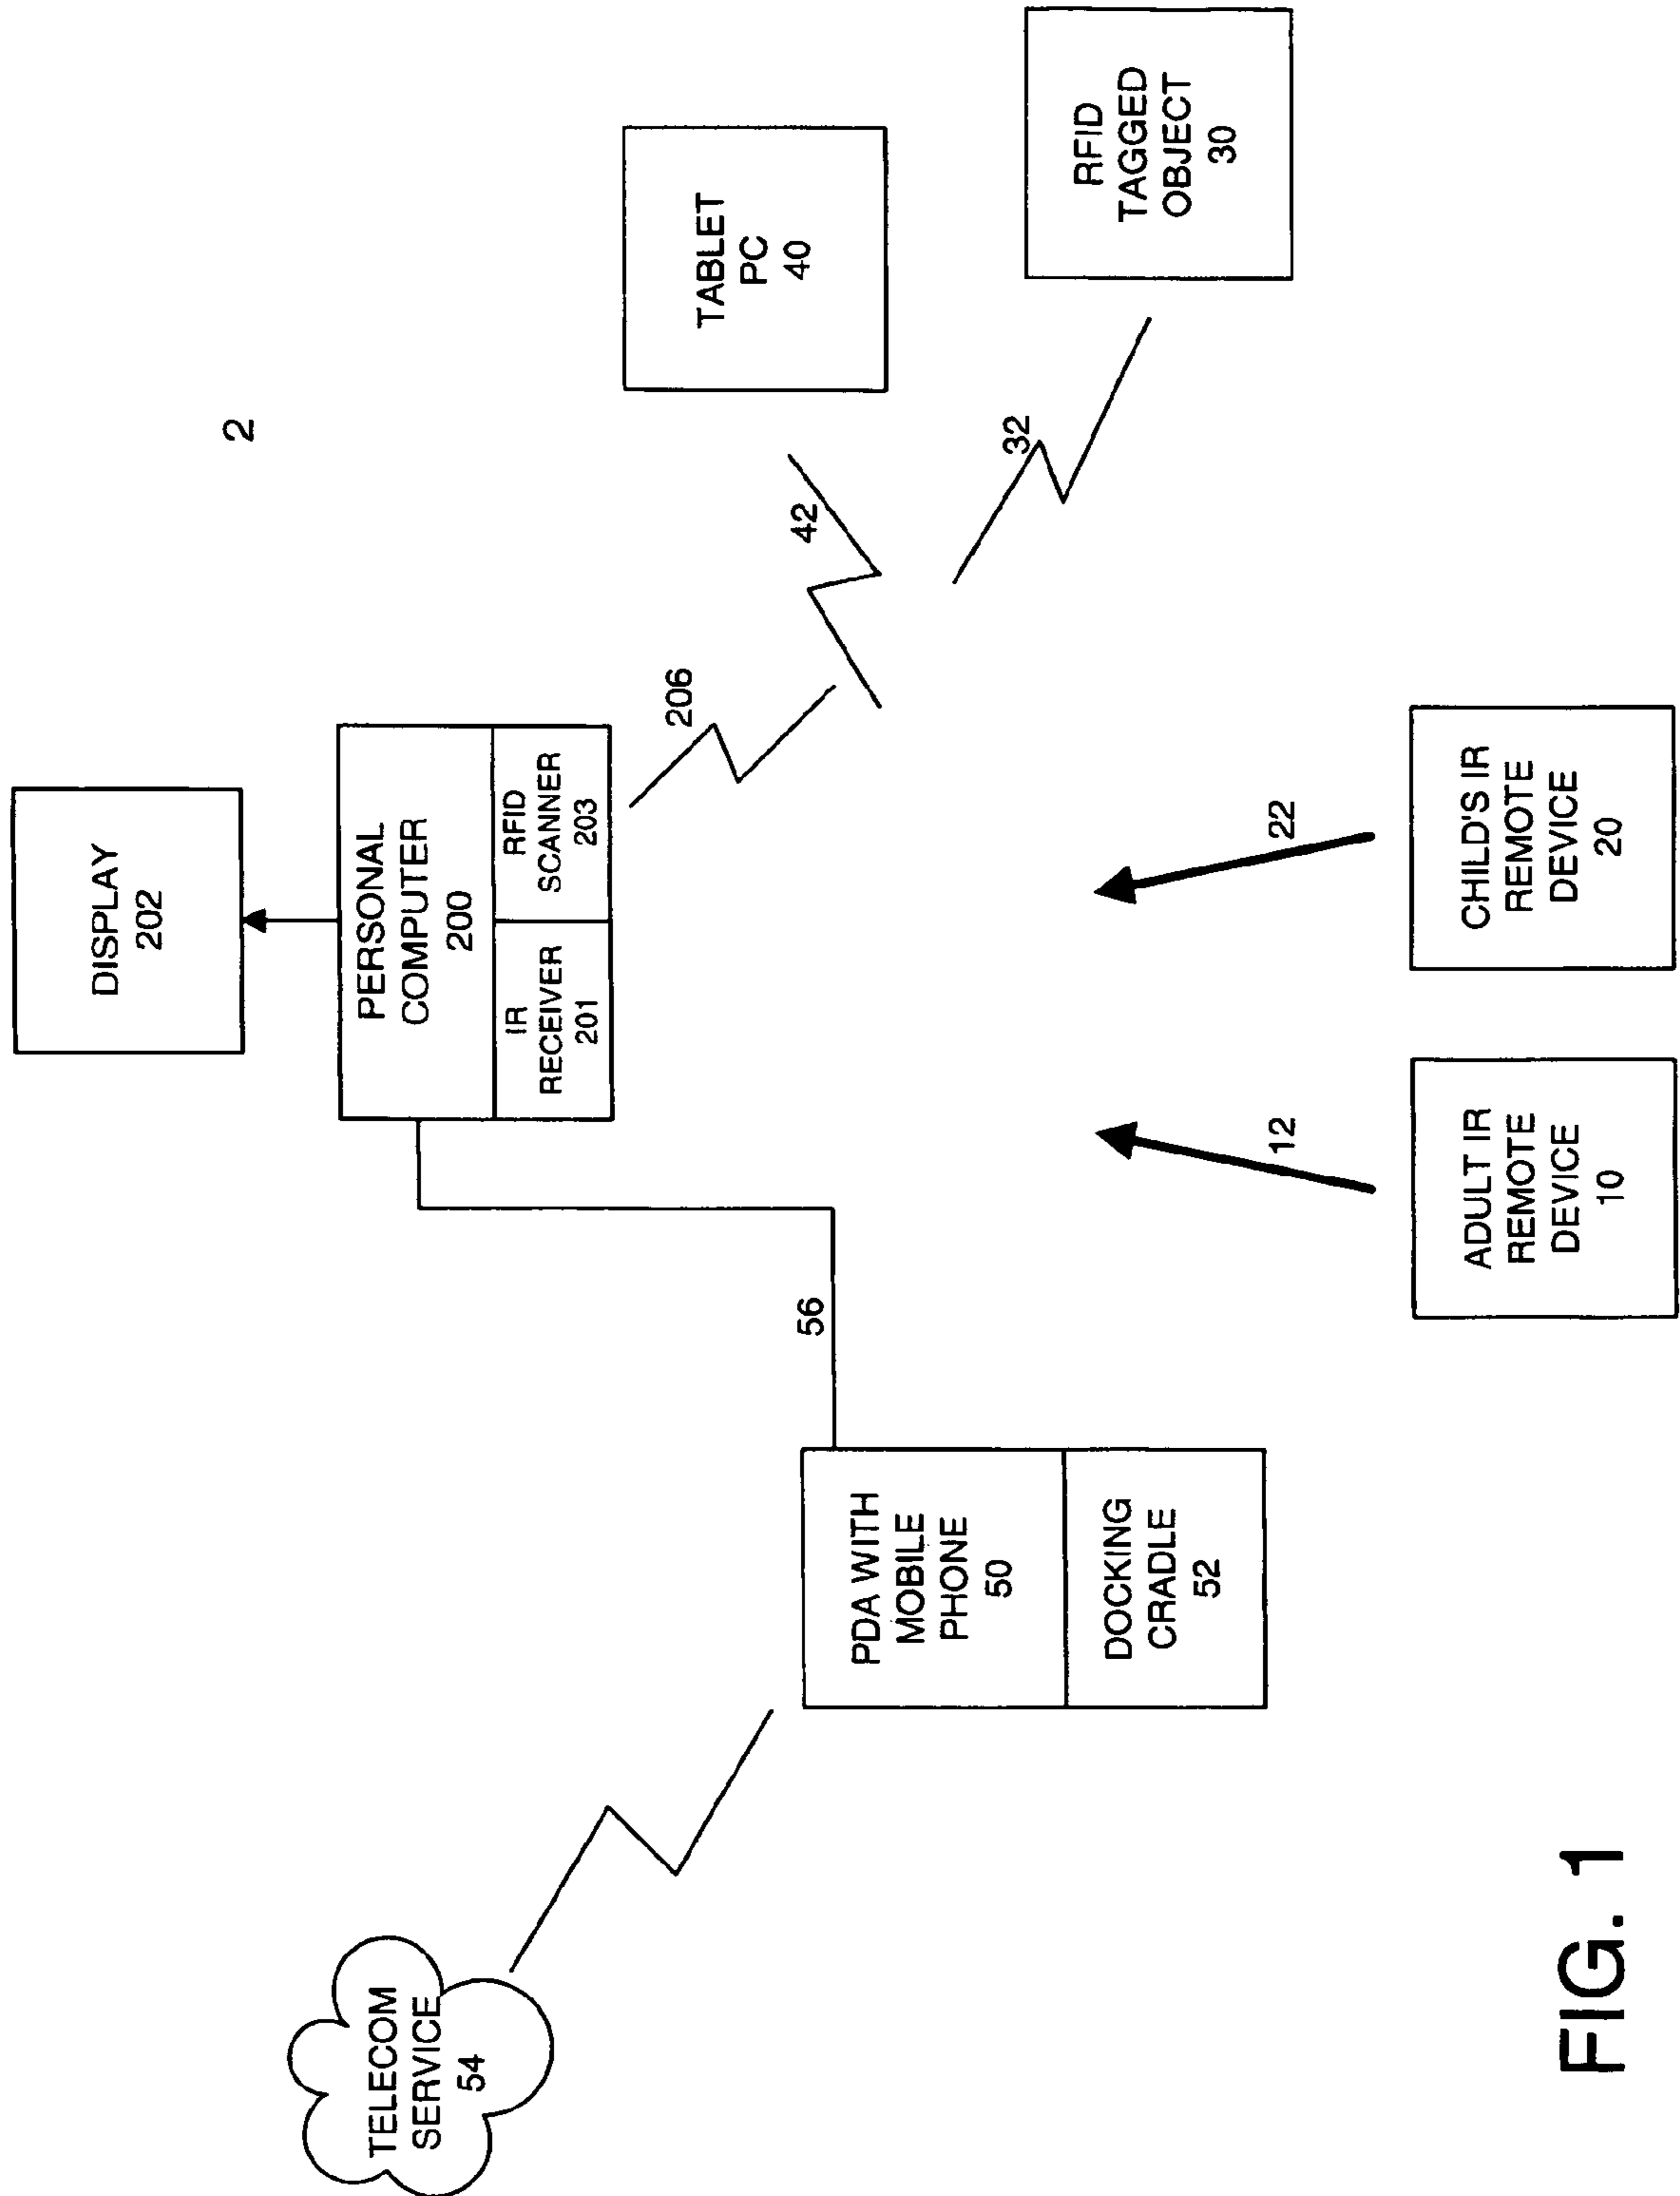 DISPLAY
202
2
PERSONAL
COMPUTER
200
IR
RECEIVER
201
RFID
SCANNER
203
206
TELECOM
SERVICE
54
TABLET
PC
40
42
56
PDA WITH
MOBILE
PHONE
50
DOCKING
CRADLE
52
32
RFID
TAGGED
OBJECT
30
12
22
ADULT IR
REMOTE
DEVICE
10
CHILD'S IR
REMOTE
DEVICE
20
FIG. 1